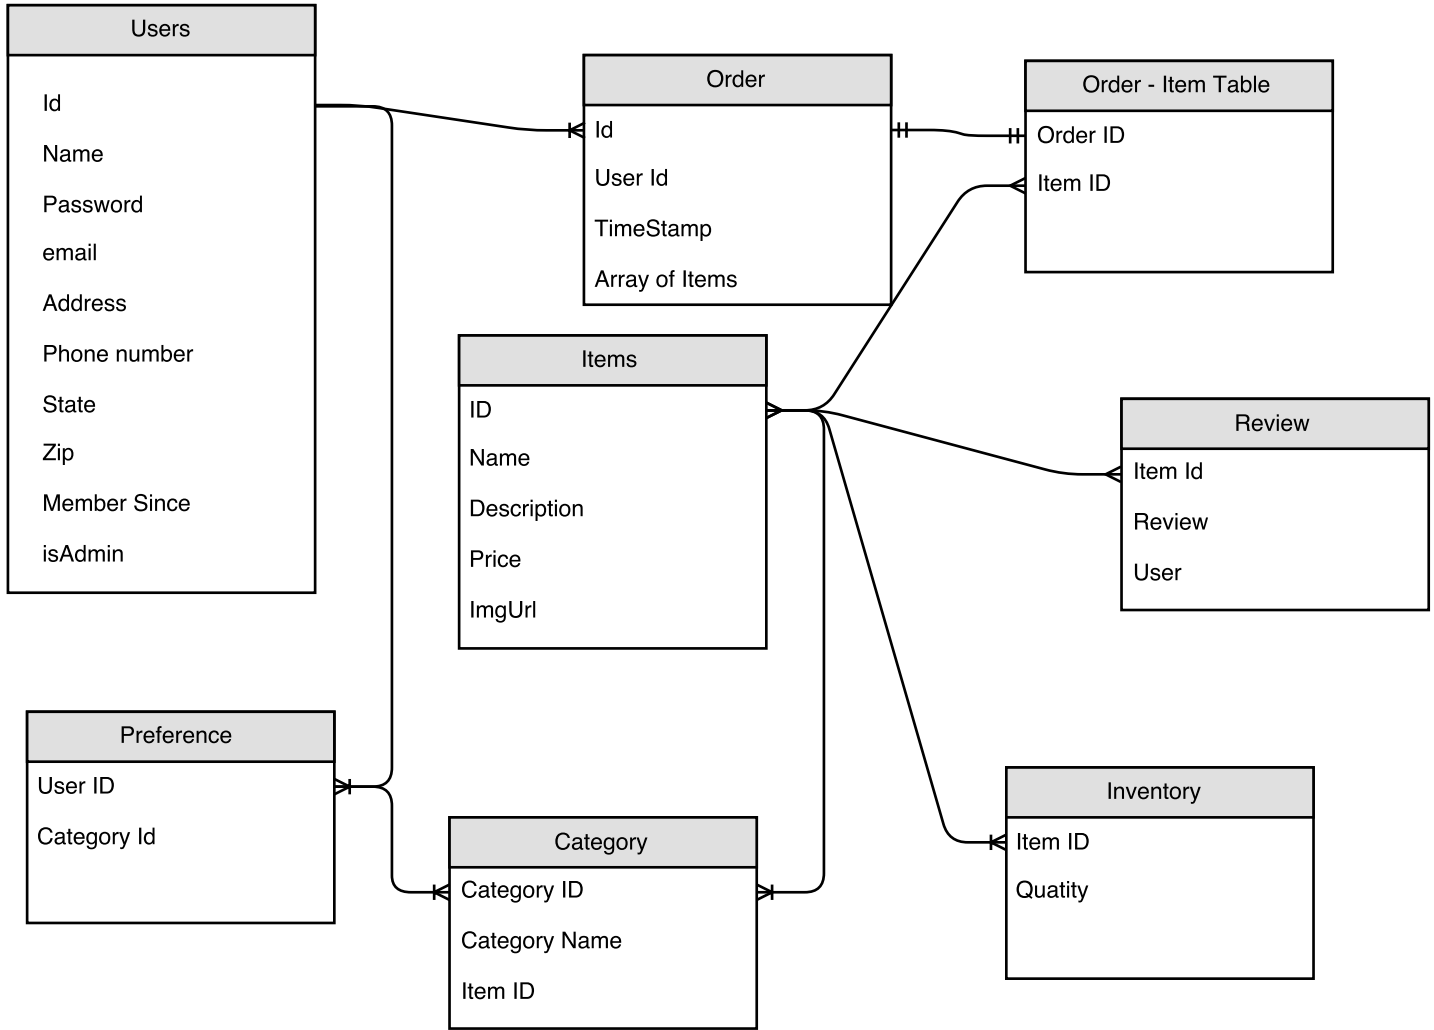 Users
Id
Name
Password
email
Address
Phone number
State
Zip
Member Since
isAdmin
Order
Id
User Id
TimeStamp
Array of Items
Order - Item Table
Order ID
Item ID
Items
ID
Name
Description
Price
ImgUrl
Review
Item Id
Review
User
Preference
User ID
Category Id
Category
Category ID
Category Name
Item ID
Inventory
Item ID
Quatity